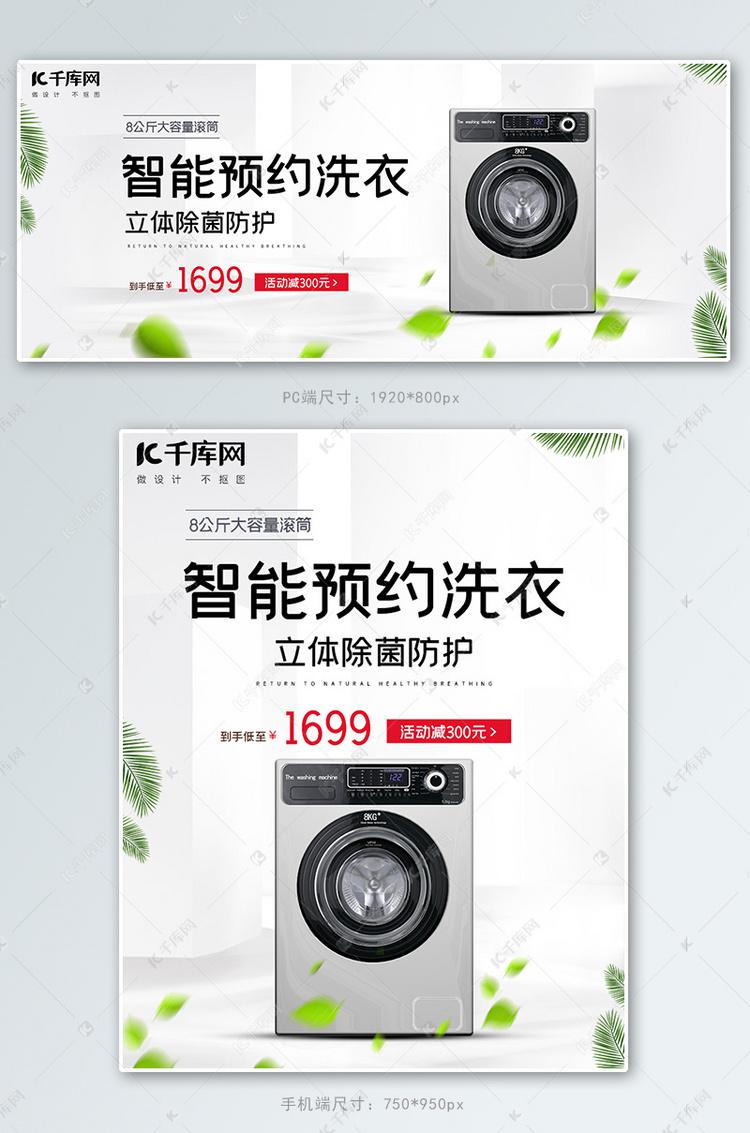 千库网
做设计 不抠图
8公斤大容量滚筒
智能预约洗衣
立体除菌防护
RETURN TO NATURAL HEALTHY BREATHING
到手低至¥ 1699 活动减300元>
The washing machine
122
8KG+
PC端尺寸：1920*800px
千库网
做设计 不抠图
8公斤大容量滚筒
智能预约洗衣
立体除菌防护
RETURN TO NATURAL HEALTHY BREATHING
到手低至¥ 1699 活动减300元>
The washing machine
122
8KG+
手机端尺寸：750*950px